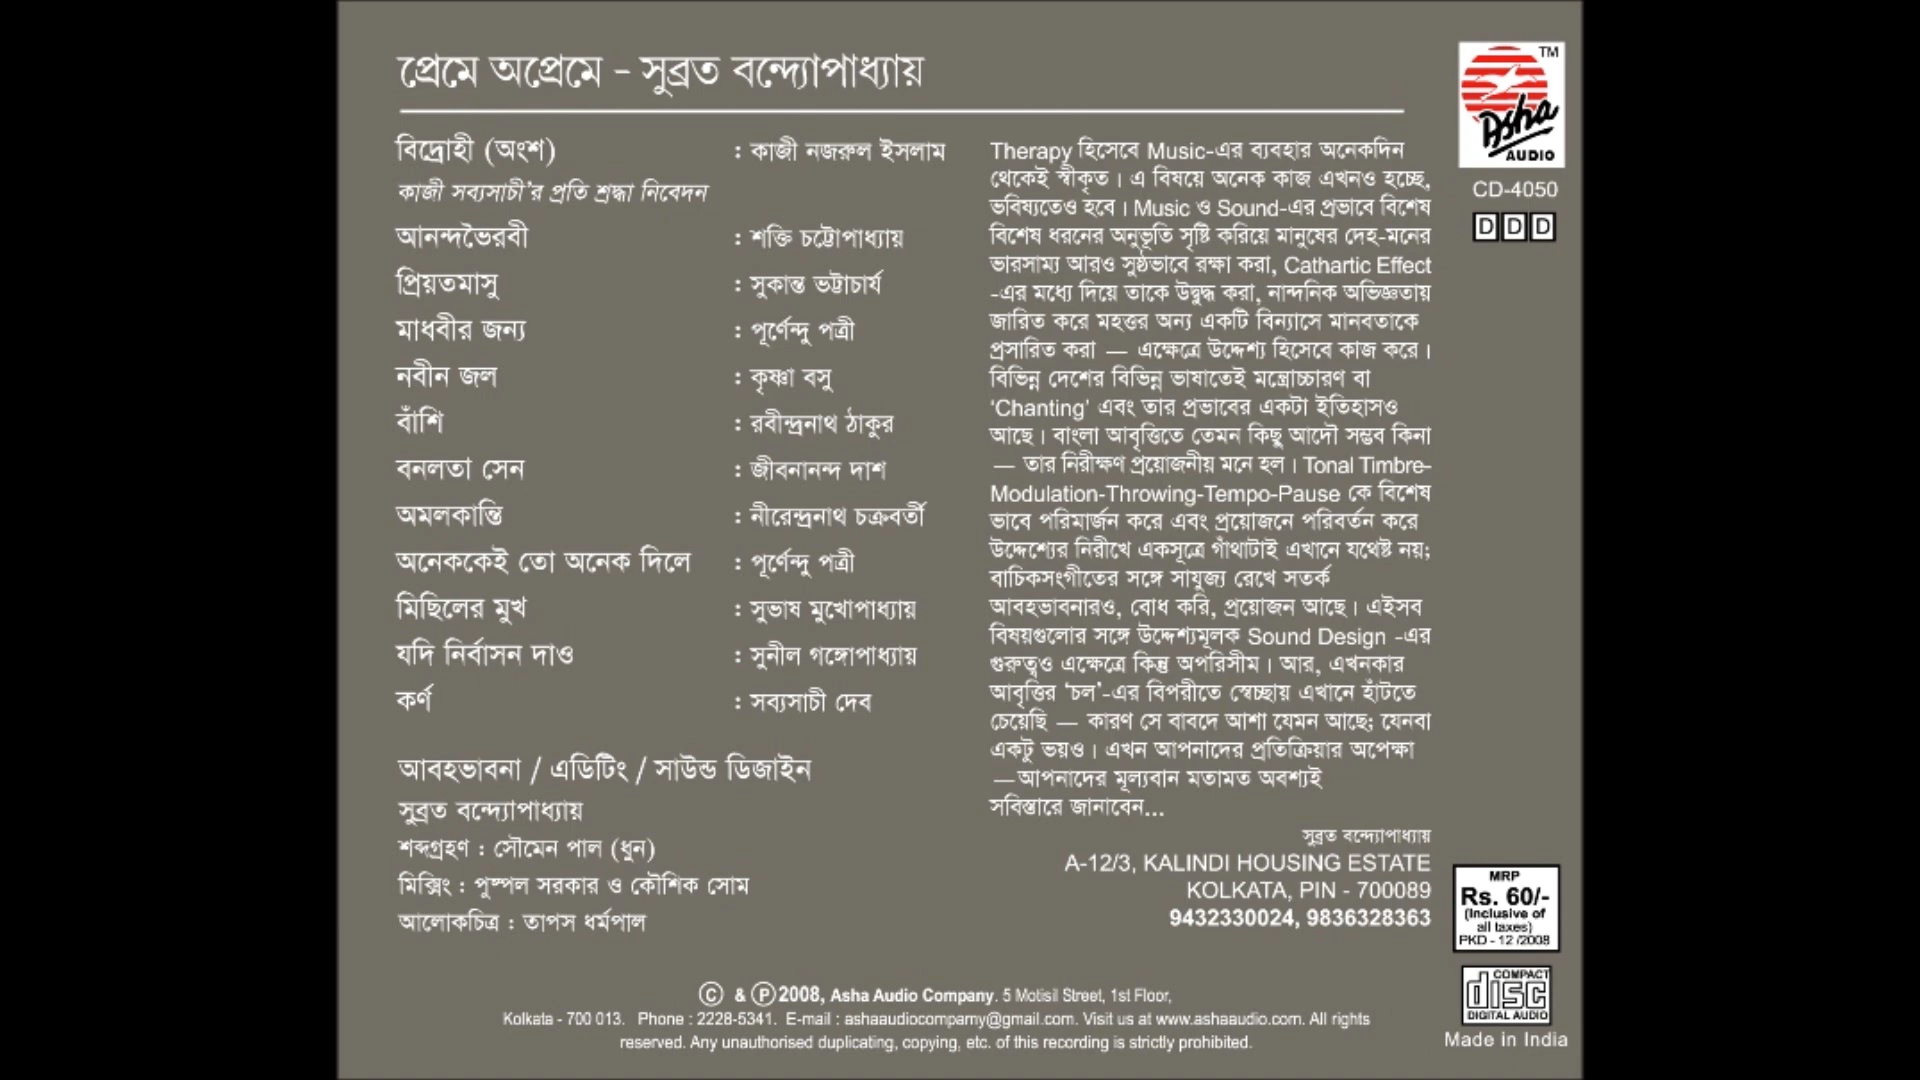 প্রেমে অপ্রেমে - সুব্রত বন্দ্যোপাধ্যায়
বিদ্রোহী (অংশ) : কাজী নজরুল ইসলাম
কাজী সব্যসাচী'র প্রতি শ্রদ্ধা নিবেদন
আনন্দভৈরবী : শক্তি চট্টোপাধ্যায়
প্রিয়তমাসু : সুকান্ত ভট্টাচার্য
মাধবীর জন্য : পূর্ণেন্দু পত্রী
নবীন জল : কৃষ্ণা বসু
বাঁশি : রবীন্দ্রনাথ ঠাকুর
বনলতা সেন : জীবনানন্দ দাশ
অমলকান্তি : নীরেন্দ্রনাথ চক্রবর্তী
অনেককেই তো অনেক দিলে : পূর্ণেন্দু পত্রী
মিছিলের মুখ : সুভাষ মুখোপাধ্যায়
যদি নির্বাসন দাও : সুনীল গঙ্গোপাধ্যায়
কর্ণ : সব্যসাচী দেব
আবহভাবনা / এডিটিং / সাউন্ড ডিজাইন
সুব্রত বন্দ্যোপাধ্যায়
শব্দগ্রহণ : সৌমেন পাল (ধুন)
মিক্সিং : পুষ্পল সরকার ও কৌশিক সোম
আলোকচিত্র : তাপস ধর্মপাল
Therapy হিসেবে Music-এর ব্যবহার অনেকদিন
থেকেই স্বীকৃত। এ বিষয়ে অনেক কাজ এখনও হচ্ছে,
ভবিষ্যতেও হবে। Music ও Sound-এর প্রভাবে বিশেষ
বিশেষ ধরনের অনুভূতি সৃষ্টি করিয়ে মানুষের দেহ-মনের
ভারসাম্য আরও সুষ্ঠভাবে রক্ষা করা, Cathartic Effect
-এর মধ্যে দিয়ে তাকে উদ্বুদ্ধ করা, নান্দনিক অভিজ্ঞতায়
জারিত করে মহত্তর অন্য একটি বিন্যাসে মানবতাকে
প্রসারিত করা — এক্ষেত্রে উদ্দেশ্য হিসেবে কাজ করে।
বিভিন্ন দেশের বিভিন্ন ভাষাতেই মন্ত্রোচ্চারণ বা
'Chanting' এবং তার প্রভাবের একটা ইতিহাসও
আছে। বাংলা আবৃত্তিতে তেমন কিছু আদৌ সম্ভব কিনা
— তার নিরীক্ষণ প্রয়োজনীয় মনে হল। Tonal Timbre-
Modulation-Throwing-Tempo-Pause কে বিশেষ
ভাবে পরিমার্জন করে এবং প্রয়োজনে পরিবর্তন করে
উদ্দেশ্যের নিরীখে একসূত্রে গাঁথাটাই এখানে যথেষ্ট নয়;
বাচিকসংগীতের সঙ্গে সাযুজ্য রেখে সতর্ক
আবহভাবনারও, বোধ করি, প্রয়োজন আছে। এইসব
বিষয়গুলোর সঙ্গে উদ্দেশ্যমূলক Sound Design -এর
গুরুত্বও এক্ষেত্রে কিন্তু অপরিসীম। আর, এখনকার
আবৃত্তির 'চল'-এর বিপরীতে স্বেচ্ছায় এখানে হাঁটতে
চেয়েছি — কারণ সে বাবদে আশা যেমন আছে; যেনবা
একটু ভয়ও। এখন আপনাদের প্রতিক্রিয়ার অপেক্ষা
—আপনাদের মূল্যবান মতামত অবশ্যই
সবিস্তারে জানাবেন...
সুব্রত বন্দ্যোপাধ্যায়
A-12/3, KALINDI HOUSING ESTATE
KOLKATA, PIN - 700089
9432330024, 9836328363
TM
Asha
AUDIO
CD-4050
D D D
MRP
Rs. 60/-
(Inclusive of
all taxes)
PKD - 12 /2008
COMPACT
disc
DIGITAL AUDIO
Made in India
© & Ⓟ 2008, Asha Audio Company. 5 Motisil Street, 1st Floor,
Kolkata - 700 013. Phone : 2228-5341. E-mail : ashaaudiocompamy@gmail.com. Visit us at www.ashaaudio.com. All rights
reserved. Any unauthorised duplicating, copying, etc. of this recording is strictly prohibited.